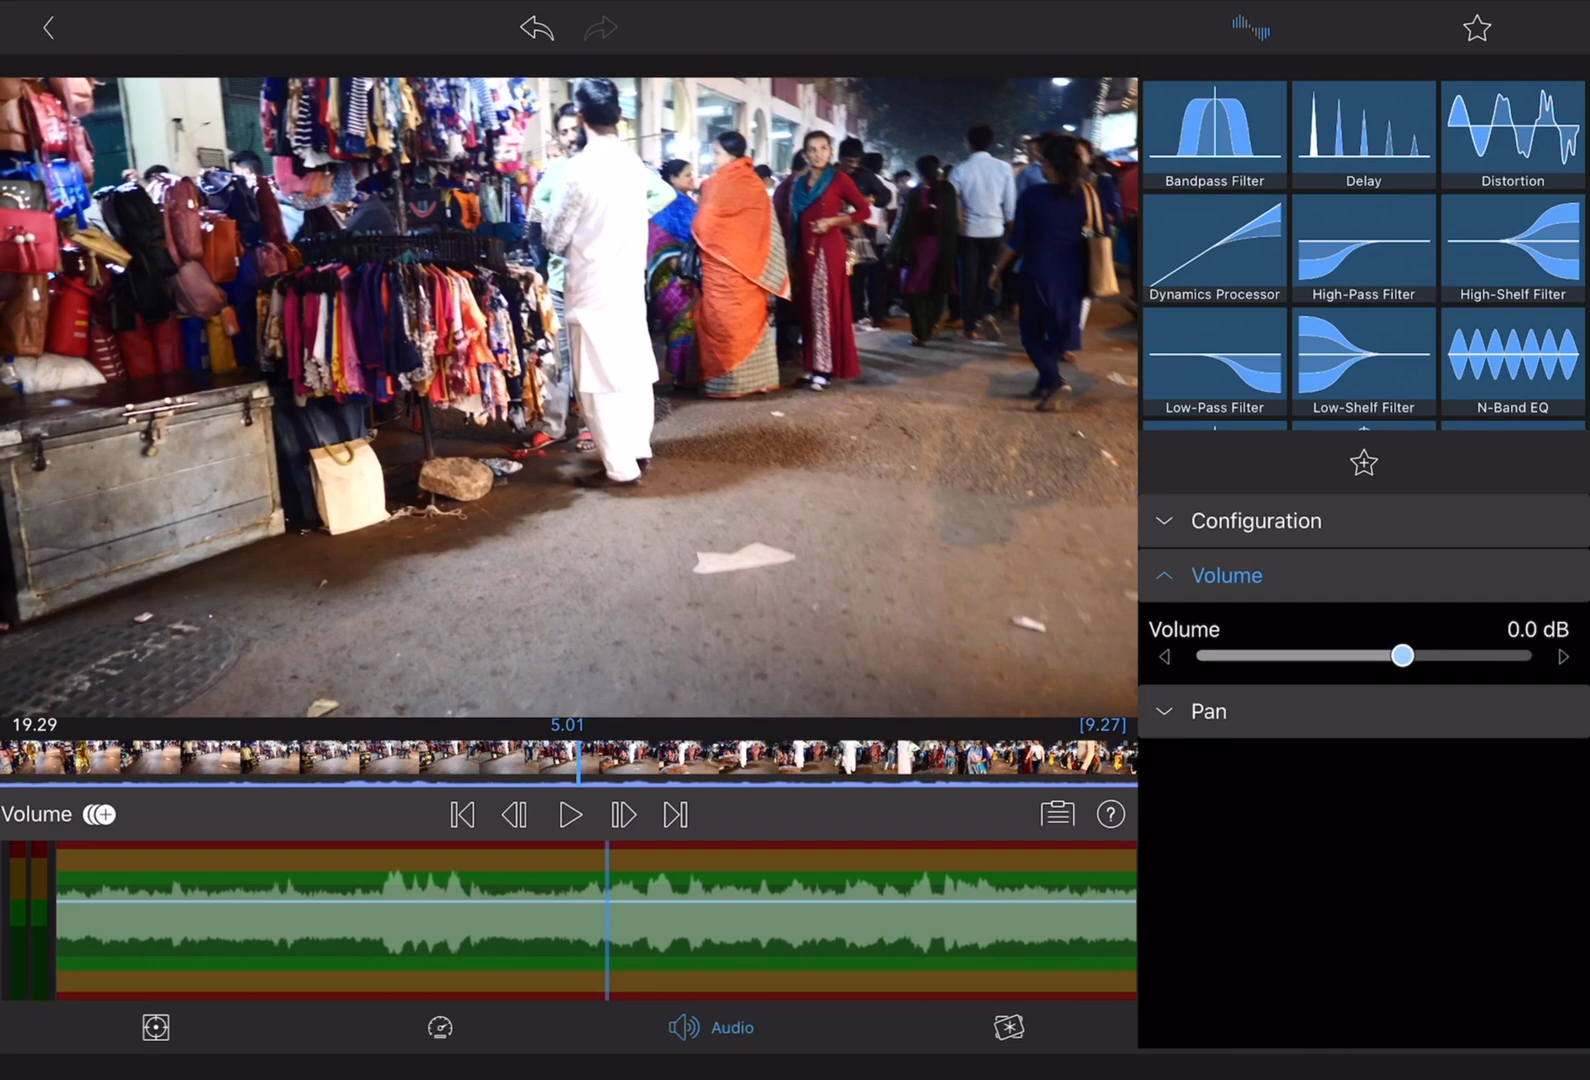 Bandpass Filter
Delay
Distortion
Dynamics Processor
High-Pass Filter
High-Shelf Filter
Low-Pass Filter
Low-Shelf Filter
N-Band EQ
Configuration
Volume
Volume
0.0 dB
Pan
19.29
5.01
[9.27]
Volume
?
Audio